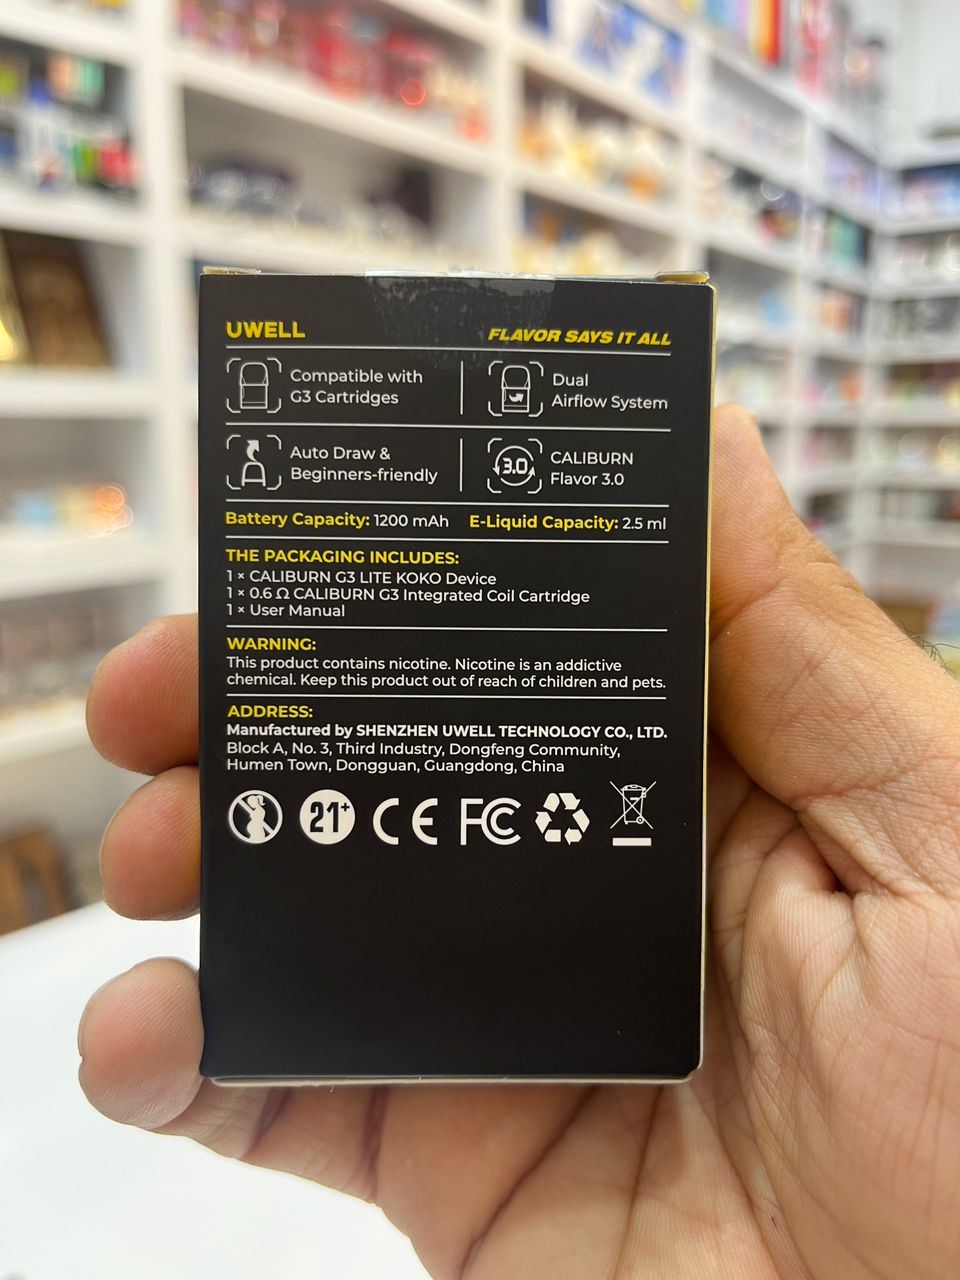 UWELL
FLAVOR SAYS IT ALL
Compatible with
G3 Cartridges
Dual
Airflow System
Auto Draw &
Beginners-friendly
3.0
CALIBURN
Flavor 3.0
Battery Capacity: 1200 mAh
E-Liquid Capacity: 2.5 ml
THE PACKAGING INCLUDES:
1 × CALIBURN G3 LITE KOKO Device
1 × 0.6 Ω CALIBURN G3 Integrated Coil Cartridge
1 × User Manual
WARNING:
This product contains nicotine. Nicotine is an addictive
chemical. Keep this product out of reach of children and pets.
ADDRESS:
Manufactured by SHENZHEN UWELL TECHNOLOGY CO., LTD.
Block A, No. 3, Third Industry, Dongfeng Community,
Humen Town, Dongguan, Guangdong, China
21+ CE FC